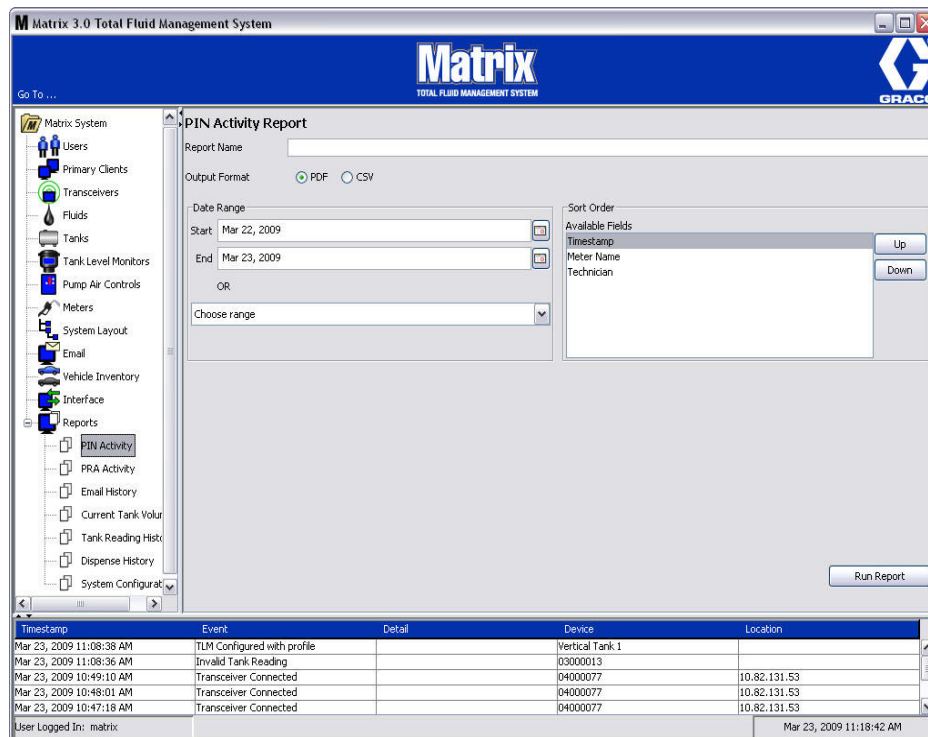 Matrix 3.0 Total Fluid Management System
Matrix
TOTAL FLUID MANAGEMENT SYSTEM
Go To ...
GRACO
Matrix System
Users
Primary Clients
Transceivers
Fluids
Tanks
Tank Level Monitors
Pump Air Controls
Meters
System Layout
Email
Vehicle Inventory
Interface
Reports
PIN Activity
PRA Activity
Email History
Current Tank Volur
Tank Reading Histo
Dispense History
System Configurat
PIN Activity Report
Report Name
Output Format PDF CSV
Date Range
Start Mar 22, 2009
End Mar 23, 2009
OR
Choose range
Sort Order
Available Fields
Timestamp
Meter Name
Technician
Up
Down
Run Report
Timestamp Event Detail Device Location
Mar 23, 2009 11:08:38 AM TLM Configured with profile Vertical Tank 1
Mar 23, 2009 11:08:36 AM Invalid Tank Reading 03000013
Mar 23, 2009 10:49:10 AM Transceiver Connected 04000077 10.82.131.53
Mar 23, 2009 10:48:01 AM Transceiver Connected 04000077 10.82.131.53
Mar 23, 2009 10:47:18 AM Transceiver Connected 04000077 10.82.131.53
User Logged In: matrix Mar 23, 2009 11:18:42 AM